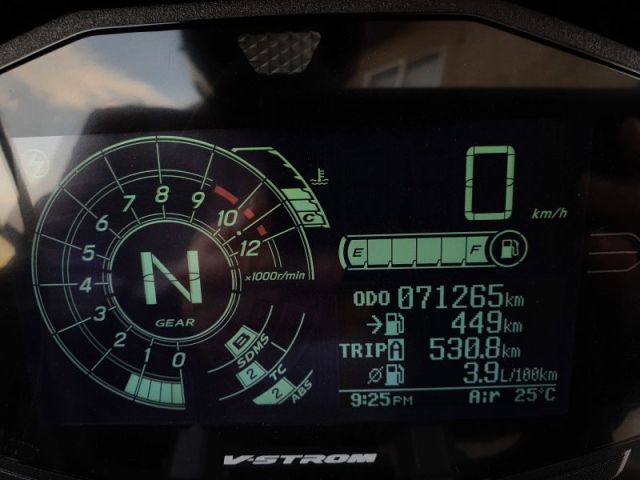 0 km/h
E F
C
12
10
9
8
7
6
5
4
3
2
1
0
x1000r/min
N
GEAR
B SDMS
2 TC
2 ABS
ODO 071265 km
449 km
TRIP A 530.8 km
3.9 L/100km
9:25 PM Air 25°C
V-STROM